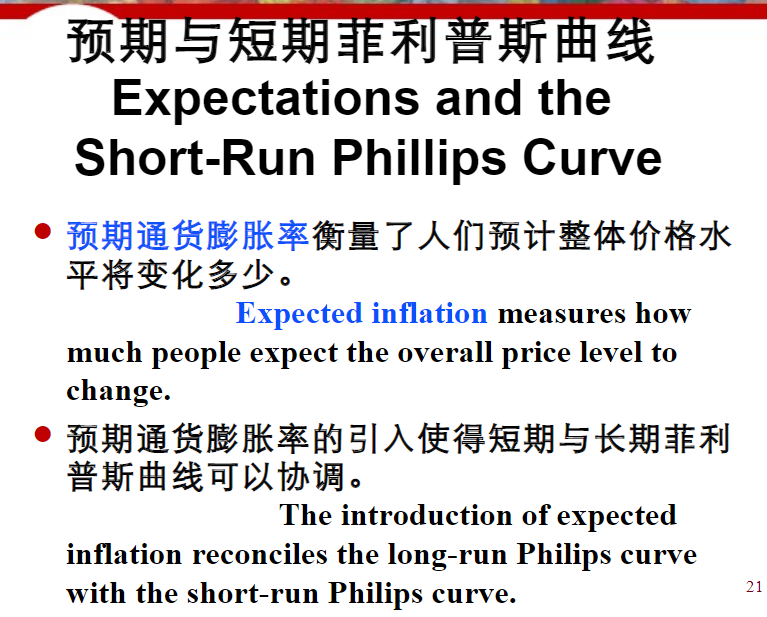 预期与短期菲利普斯曲线
Expectations and the
Short-Run Phillips Curve
预期通货膨胀率衡量了人们预计整体价格水
平将变化多少。
Expected inflation measures how
much people expect the overall price level to
change.
预期通货膨胀率的引入使得短期与长期菲利
普斯曲线可以协调。
The introduction of expected
inflation reconciles the long-run Philips curve
with the short-run Philips curve.
21